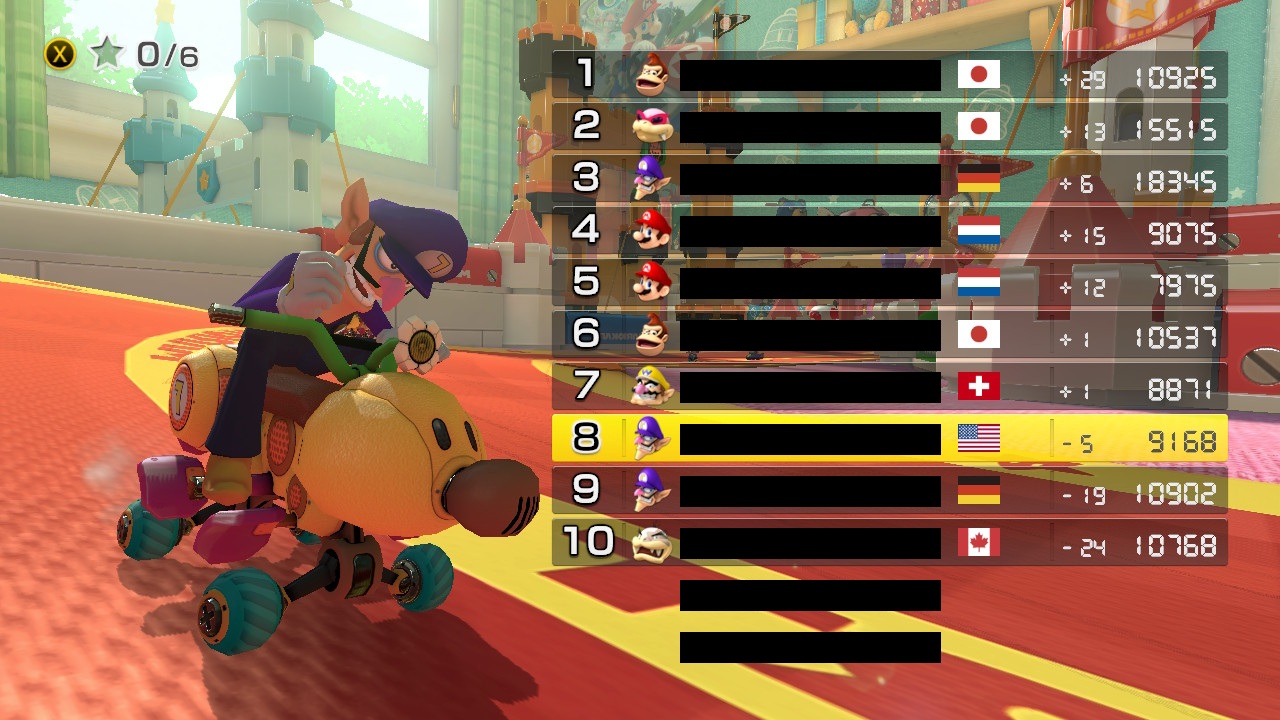 X 0/6
1 + 29 10925
2 + 13 15515
3 + 6 18345
4 + 15 9075
5 + 12 7975
6 + 1 10537
7 + 1 8871
8 - 5 9168
9 - 19 10902
10 - 24 10768